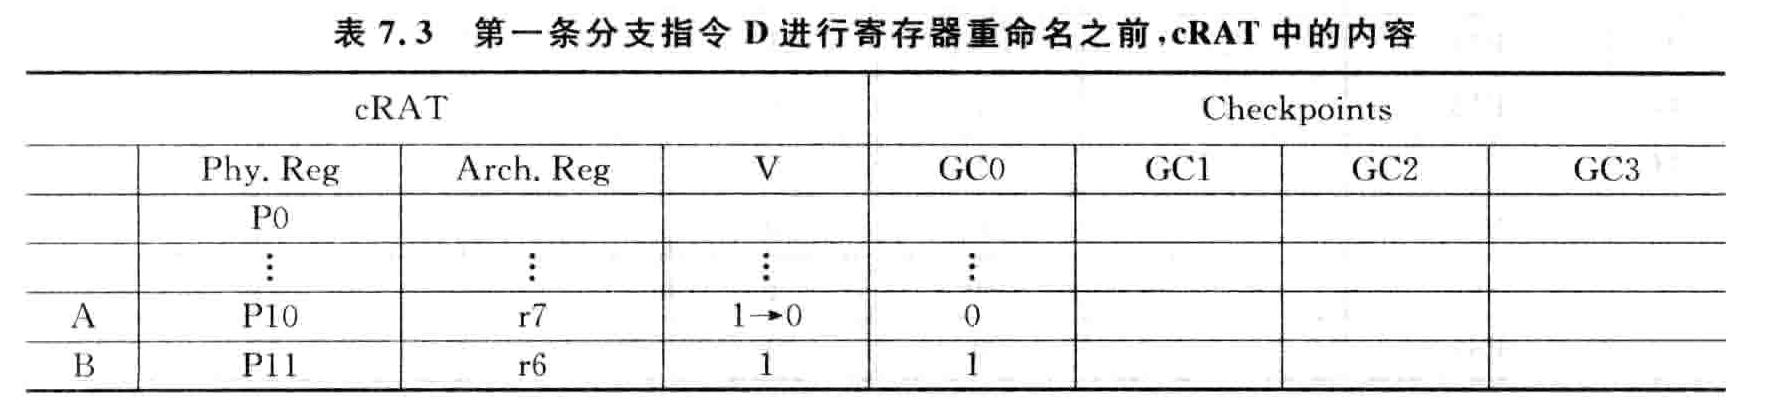 表 7.3 第一条分支指令 D 进行寄存器重命名之前,cRAT 中的内容
cRAT Checkpoints
Phy. Reg Arch. Reg V GC0 GC1 GC2 GC3
P0
⋮ ⋮ ⋮ ⋮
A P10 r7 1→0 0
B P11 r6 1 1